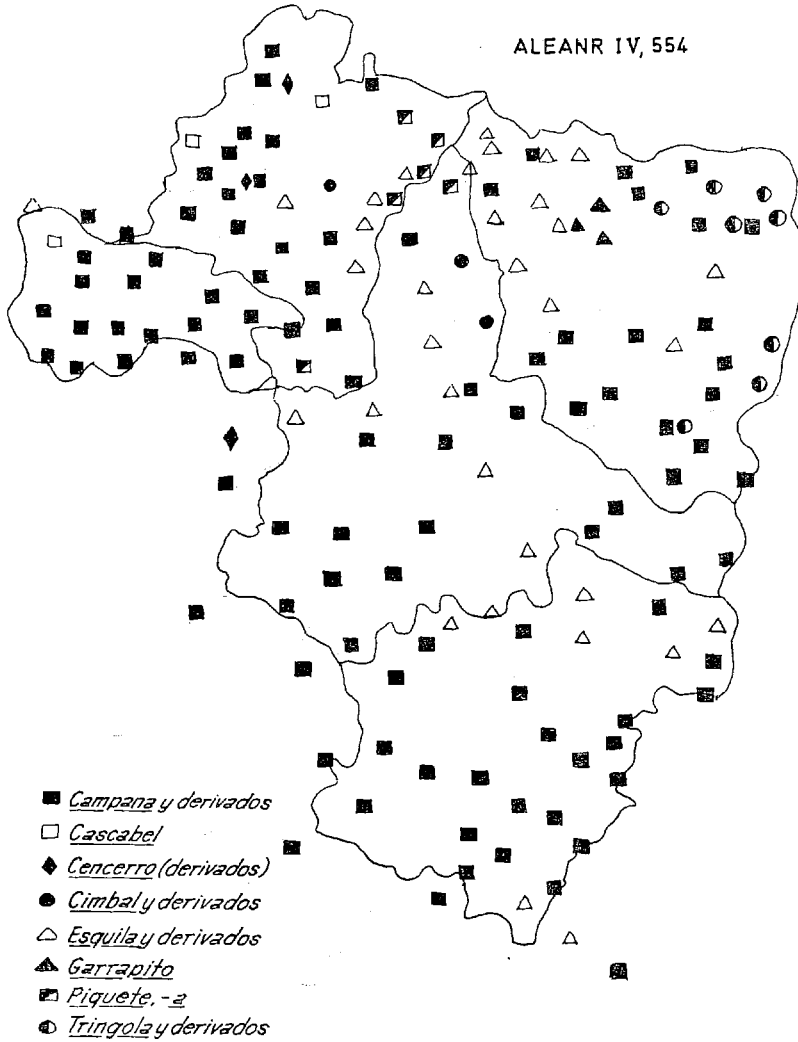 ALEANR IV, 554
Campana y derivados
Cascabel
Cencerro (derivados)
Cimbal y derivados
Esquila y derivados
Garrapito
Piquete, -a
Tringola y derivados